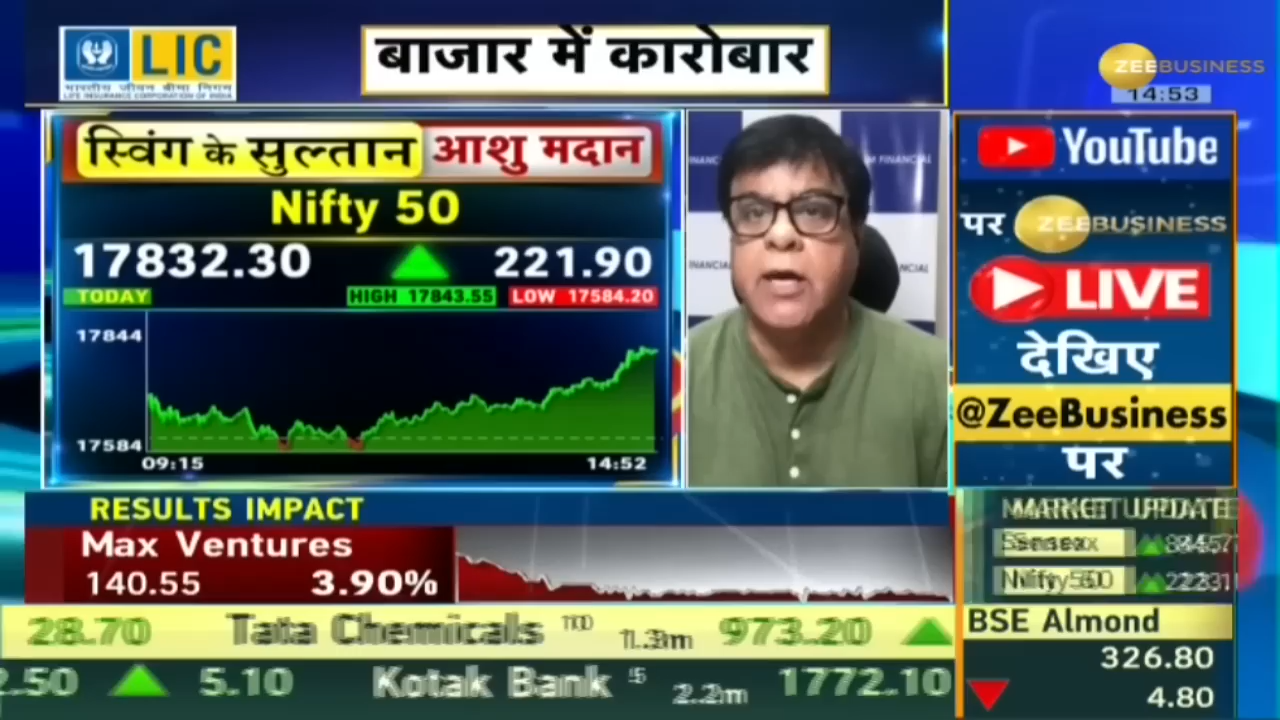 LIC
भारतीय जीवन बीमा निगम
LIFE INSURANCE CORPORATION OF INDIA
बाजार में कारोबार
ZEEBUSINESS
14:53
स्विंग के सुल्तान आशु मदान
Nifty 50
17832.30 221.90
TODAY HIGH 17843.55 LOW 17584.20
17844
17584
09:15 14:52
FINANCIAL
YouTube
पर ZEEBUSINESS
LIVE
देखिए
@ZeeBusiness
पर
RESULTS IMPACT
Max Ventures
140.55 3.90%
MARKET UPDATE
Sensex
Nifty 50
BSE Almond
326.80
4.80
28.70 Tata Chemicals 973.20
2.50 5.10 Kotak Bank 2.2m 1772.10